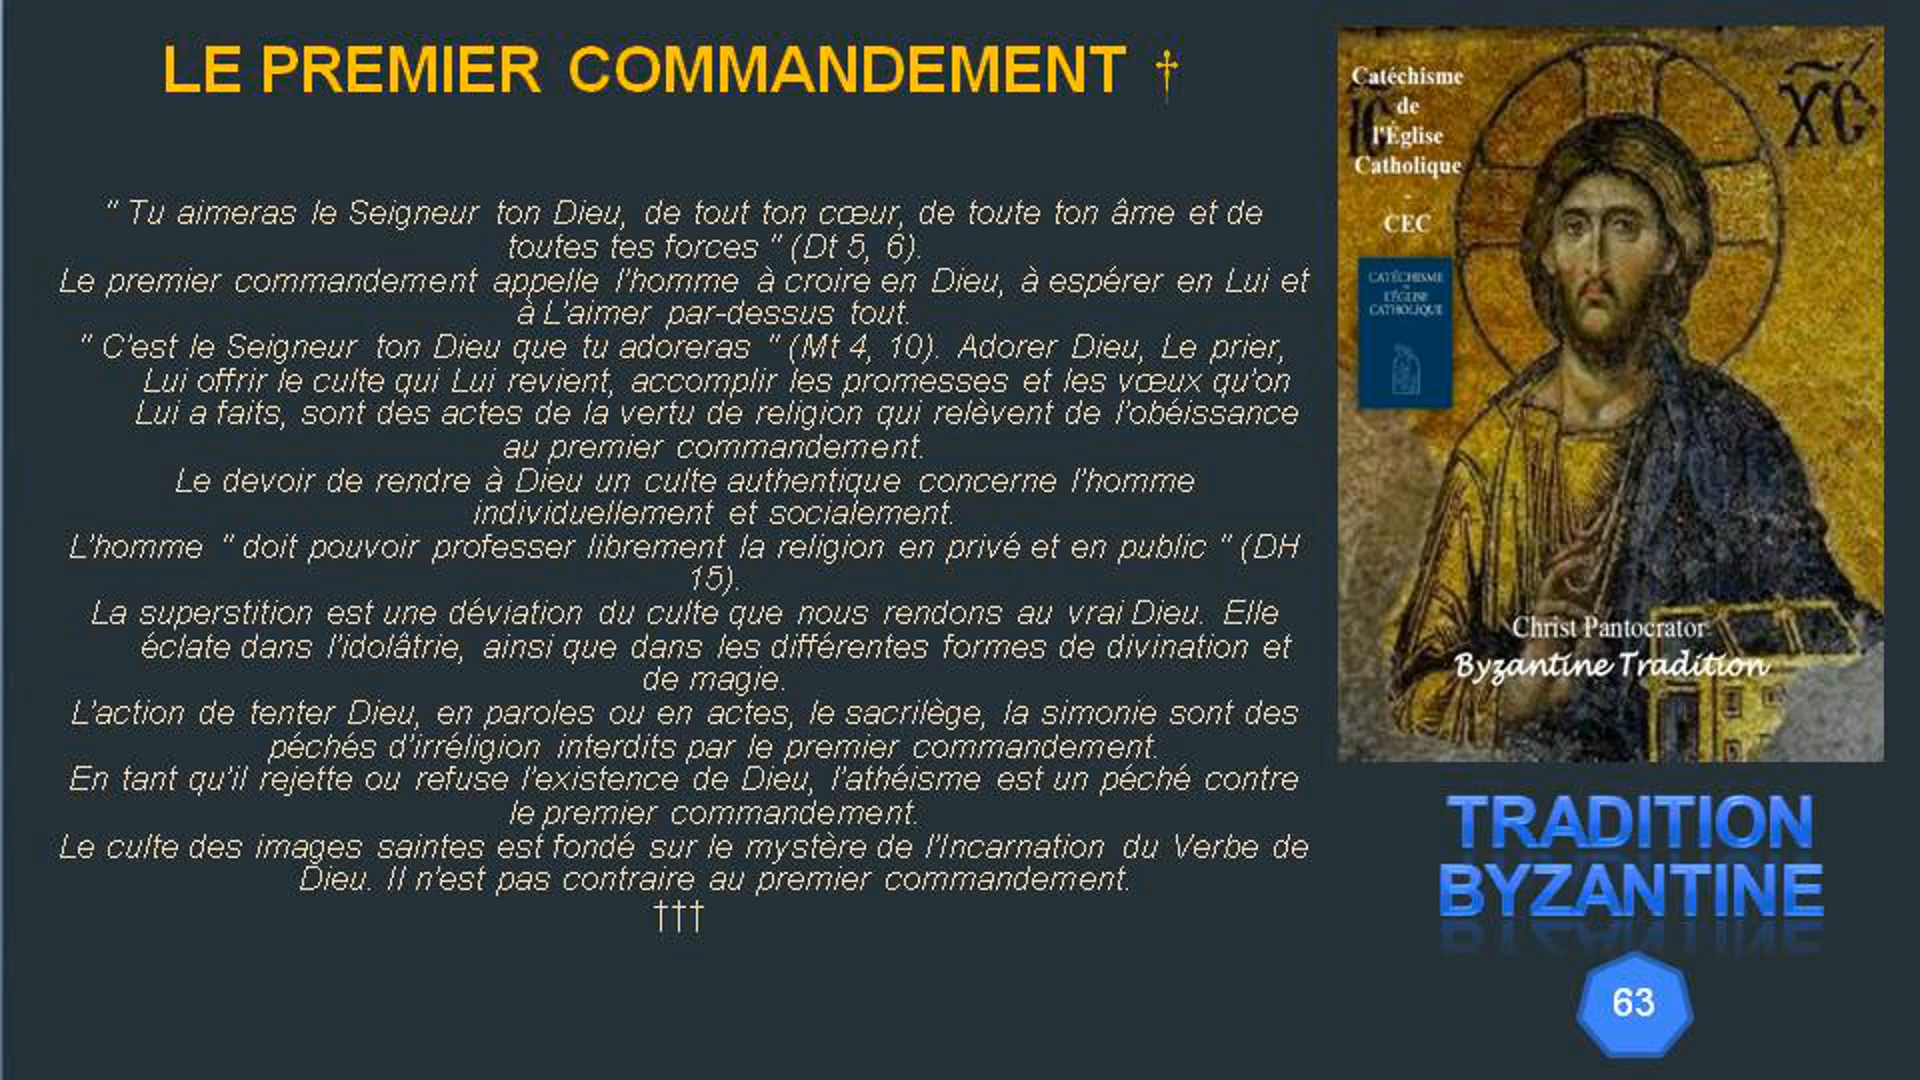 LE PREMIER COMMANDEMENT †
" Tu aimeras le Seigneur ton Dieu, de tout ton cœur, de toute ton âme et de
toutes tes forces " (Dt 5, 6).
Le premier commandement appelle l'homme à croire en Dieu, à espérer en Lui et
à L'aimer par-dessus tout.
" C'est le Seigneur ton Dieu que tu adoreras " (Mt 4, 10). Adorer Dieu, Le prier,
Lui offrir le culte qui Lui revient, accomplir les promesses et les vœux qu'on
Lui a faits, sont des actes de la vertu de religion qui relèvent de l'obéissance
au premier commandement.
Le devoir de rendre à Dieu un culte authentique concerne l'homme
individuellement et socialement.
L'homme " doit pouvoir professer librement la religion en privé et en public " (DH
15).
La superstition est une déviation du culte que nous rendons au vrai Dieu. Elle
éclate dans l'idolâtrie, ainsi que dans les différentes formes de divination et
de magie.
L'action de tenter Dieu, en paroles ou en actes, le sacrilège, la simonie sont des
péchés d'irréligion interdits par le premier commandement.
En tant qu'il rejette ou refuse l'existence de Dieu, l'athéisme est un péché contre
le premier commandement.
Le culte des images saintes est fondé sur le mystère de l'Incarnation du Verbe de
Dieu. Il n'est pas contraire au premier commandement.
†††
Catéchisme
de
l'Église
Catholique
-
CEC
IC
XC
CATÉCHISME
DE
L'ÉGLISE
CATHOLIQUE
Christ Pantocrator
Byzantine Tradition
TRADITION
BYZANTINE
63